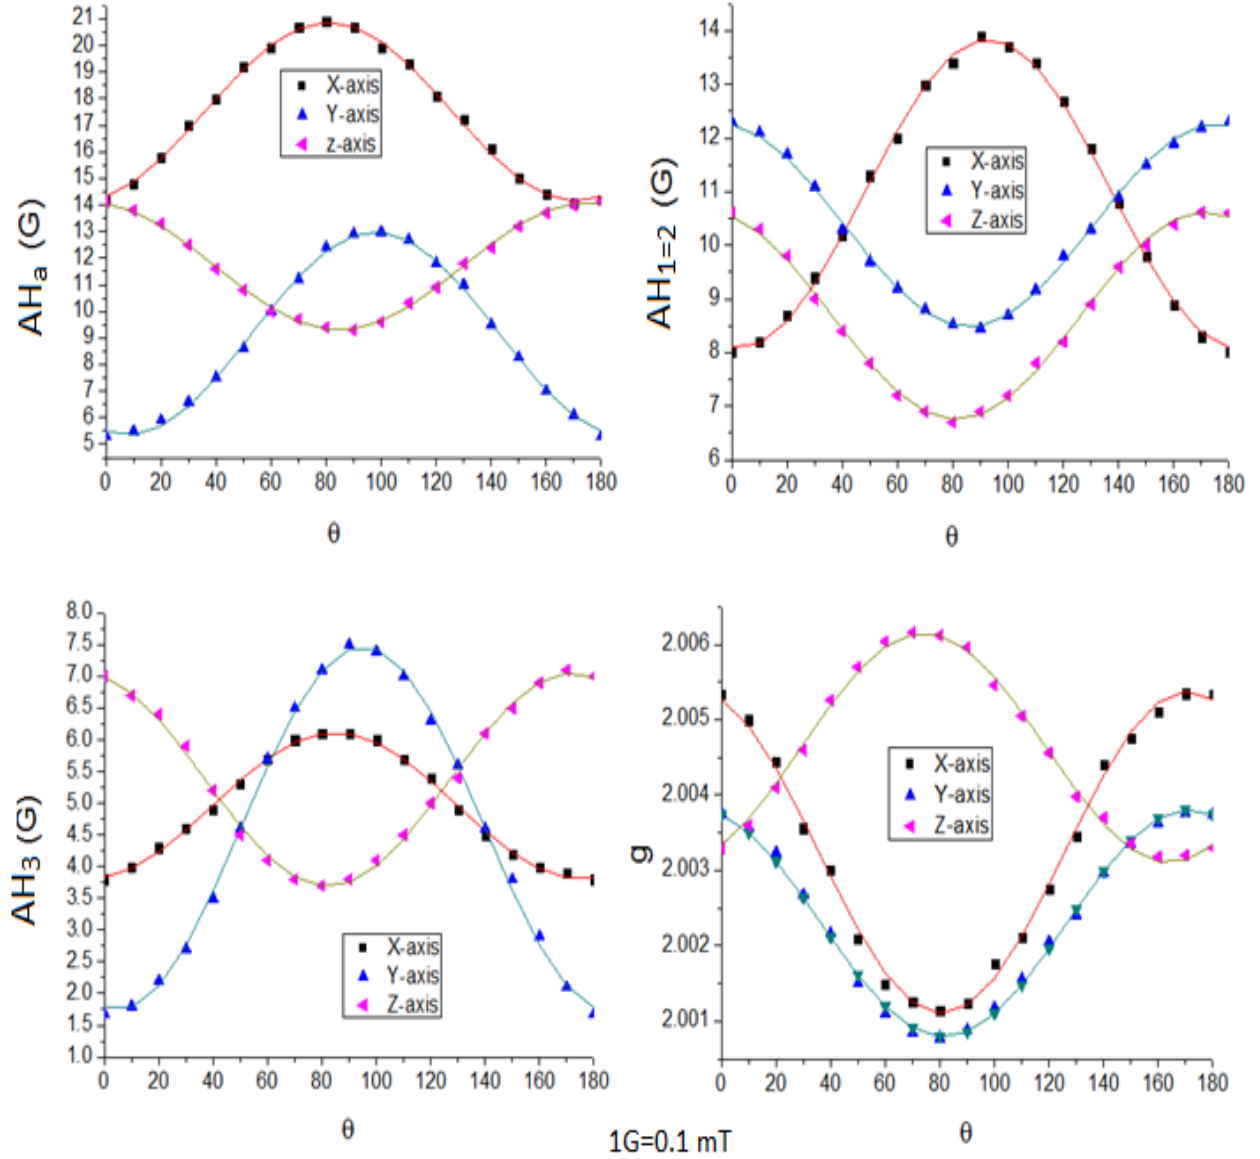 21
20
19
18
17
16
15
14
13
12
11
10
9
8
7
6
5
AHa (G)
X-axis
Y-axis
z-axis
0 20 40 60 80 100 120 140 160 180
θ
14
13
12
11
10
9
8
7
6
AH1=2 (G)
X-axis
Y-axis
Z-axis
0 20 40 60 80 100 120 140 160 180
θ
8.0
7.5
7.0
6.5
6.0
5.5
5.0
4.5
4.0
3.5
3.0
2.5
2.0
1.5
1.0
AH3 (G)
X-axis
Y-axis
Z-axis
0 20 40 60 80 100 120 140 160 180
θ
2.006
2.005
2.004
2.003
2.002
2.001
g
X-axis
Y-axis
Z-axis
0 20 40 60 80 100 120 140 160 180
θ
1G=0.1 mT